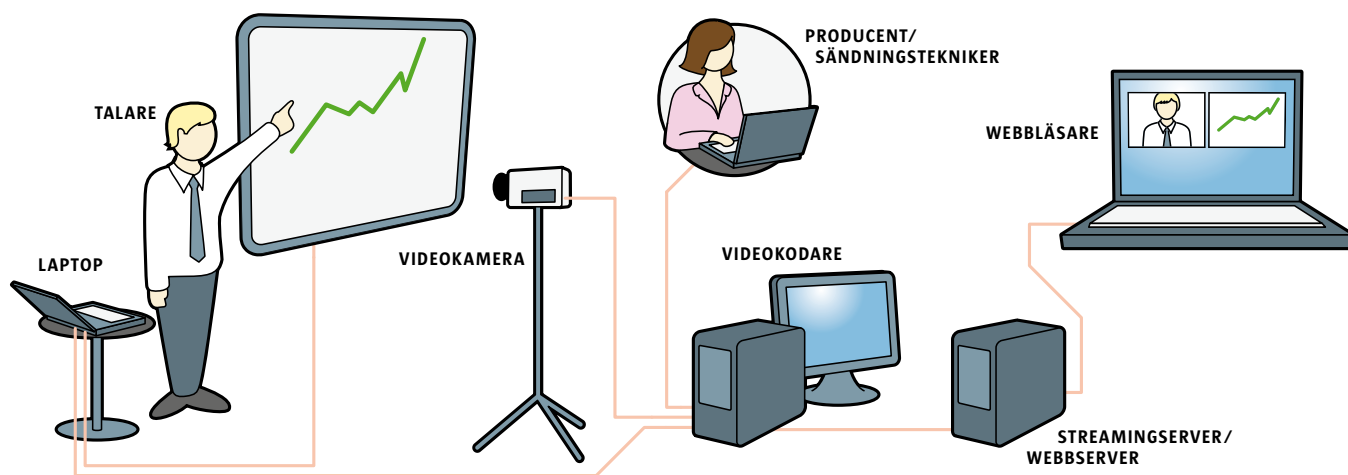 PRODUCENT/
SÄNDNINGSTEKNIKER
TALARE
WEBBLÄSARE
LAPTOP
VIDEOKAMERA
VIDEOKODARE
STREAMINGSERVER/
WEBBSERVER